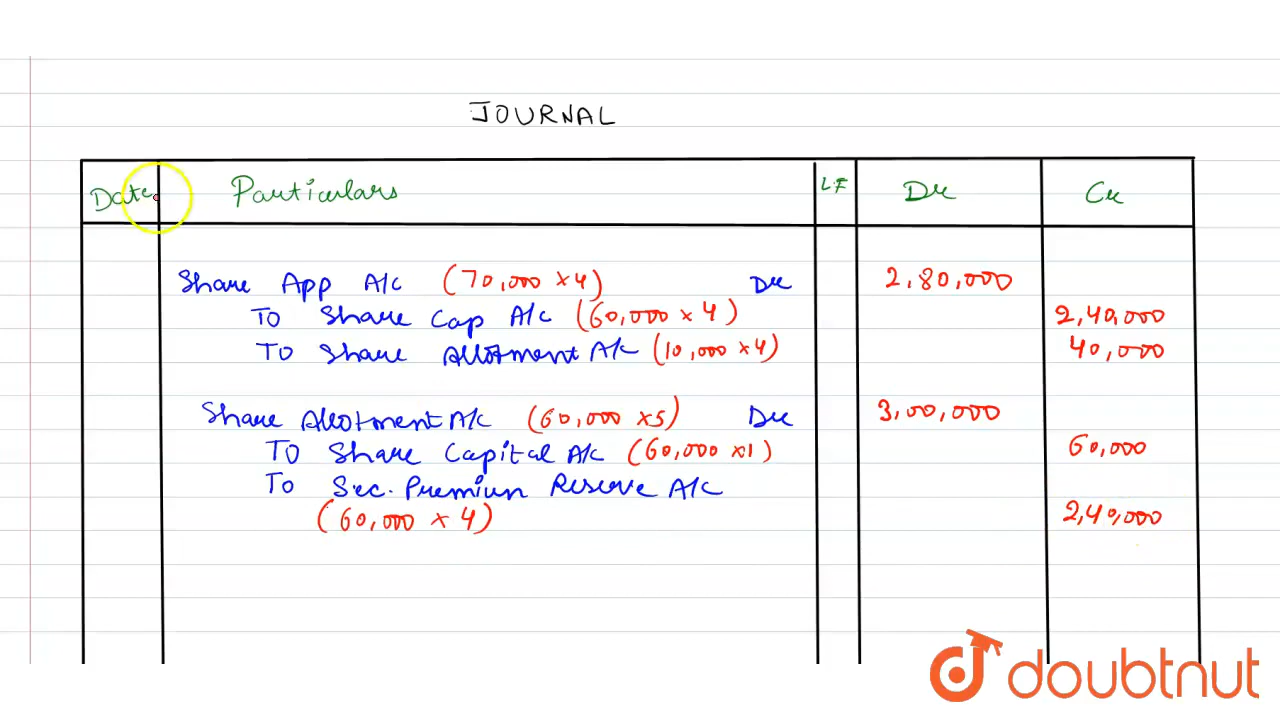 JOURNAL
Date Particulars L.F Dr Cr
Share App A/c (70,000 x 4) Dr 2,80,000
To Share Cap A/c (60,000 x 4) 2,40,000
To Share Allotment A/c (10,000 x 4) 40,000
Share Allotment A/c (60,000 x 5) Dr 3,00,000
To Share Capital A/c (60,000 x 1) 60,000
To Sec. Premium Reserve A/c
(60,000 x 4) 2,40,000
doubtnut